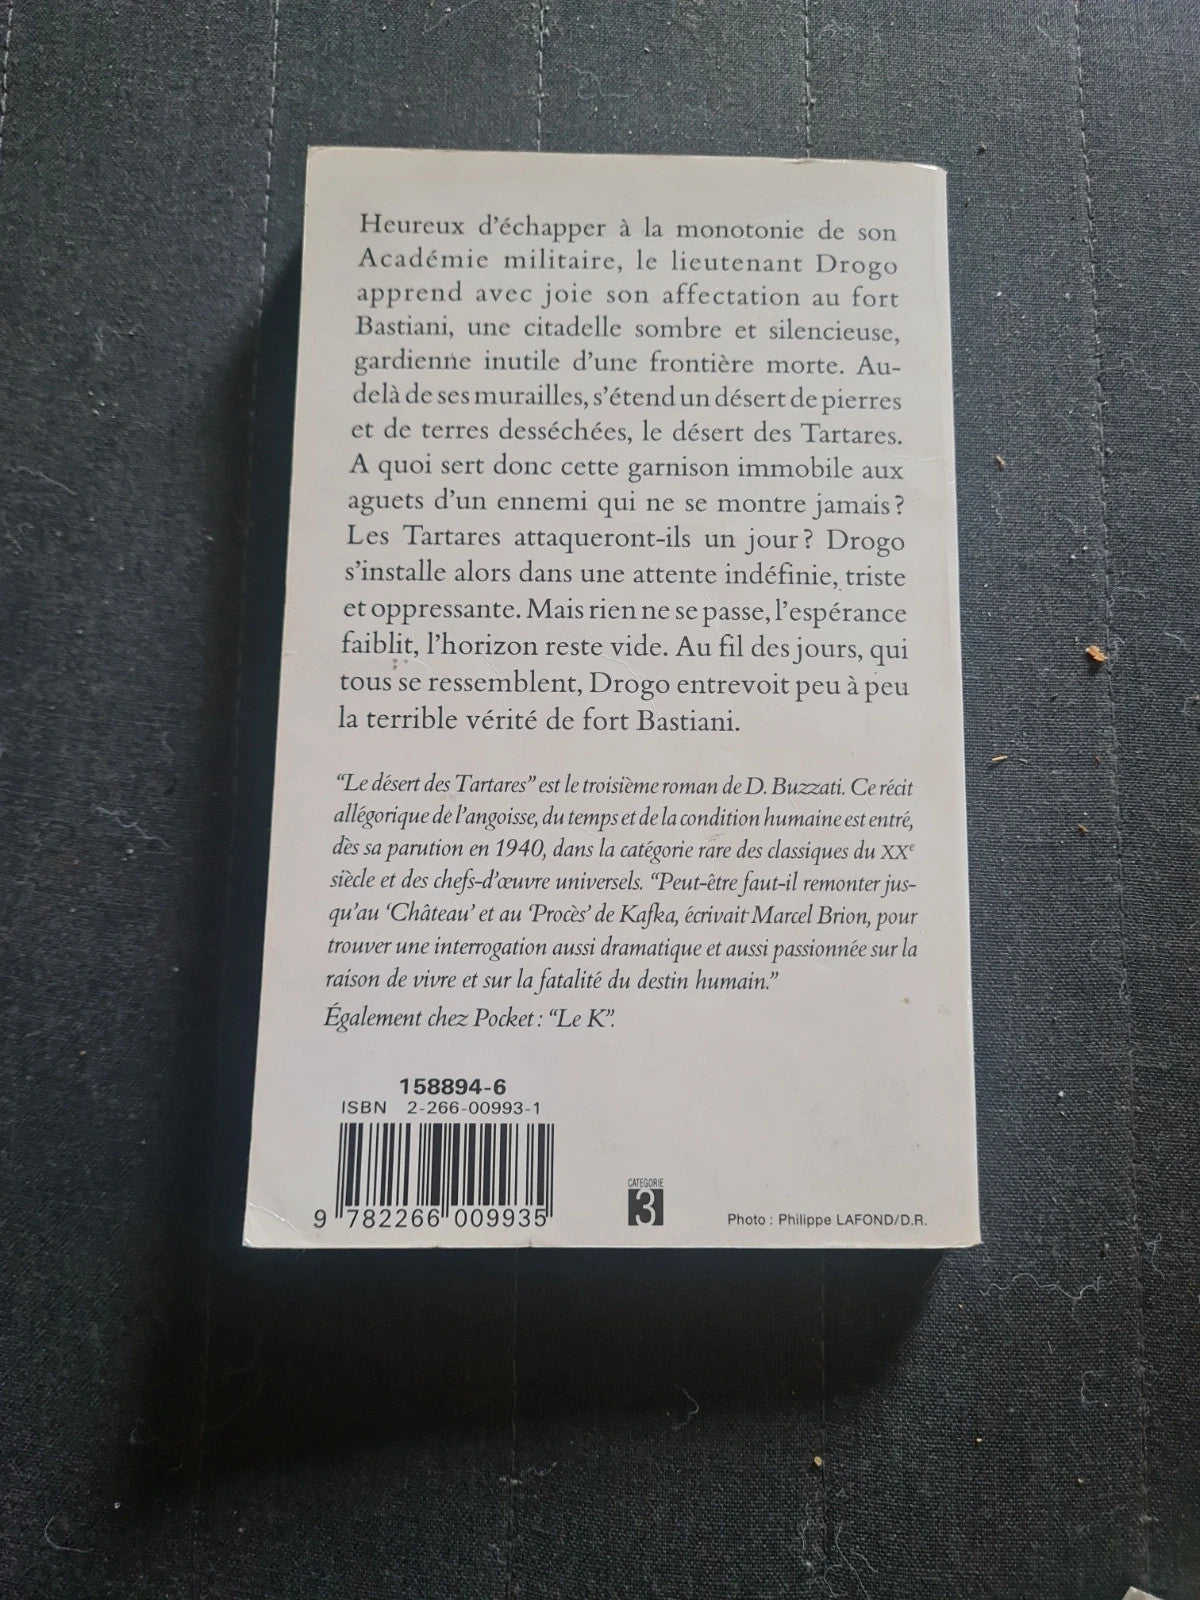 Heureux d'échapper à la monotonie de son
Académie militaire, le lieutenant Drogo
apprend avec joie son affectation au fort
Bastiani, une citadelle sombre et silencieuse,
gardienne inutile d'une frontière morte. Au-
delà de ses murailles, s'étend un désert de pierres
et de terres desséchées, le désert des Tartares.
A quoi sert donc cette garnison immobile aux
aguets d'un ennemi qui ne se montre jamais ?
Les Tartares attaqueront-ils un jour ? Drogo
s'installe alors dans une attente indéfinie, triste
et oppressante. Mais rien ne se passe, l'espérance
faiblit, l'horizon reste vide. Au fil des jours, qui
tous se ressemblent, Drogo entrevoit peu à peu
la terrible vérité de fort Bastiani.
“Le désert des Tartares” est le troisième roman de D. Buzzati. Ce récit
allégorique de l'angoisse, du temps et de la condition humaine est entré,
dès sa parution en 1940, dans la catégorie rare des classiques du XXe
siècle et des chefs-d'œuvre universels. “Peut-être faut-il remonter jus-
qu'au ‘Château’ et au ‘Procès’ de Kafka, écrivait Marcel Brion, pour
trouver une interrogation aussi dramatique et aussi passionnée sur la
raison de vivre et sur la fatalité du destin humain.”
Également chez Pocket : “Le K”.
158894-6
ISBN 2-266-00993-1
9 782266 009935
CATEGORIE
3
Photo : Philippe LAFOND/D.R.